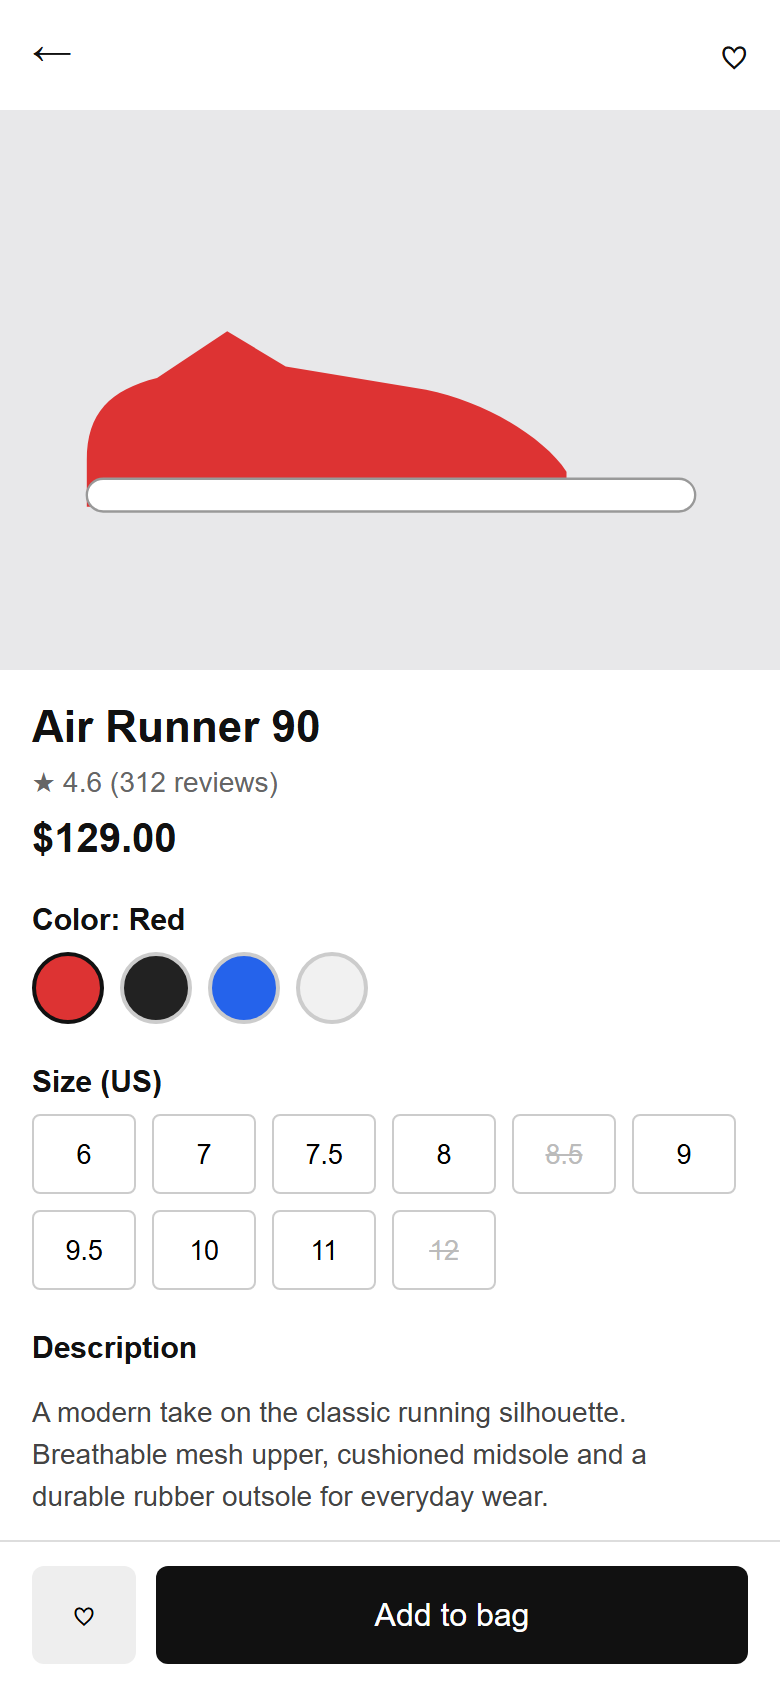 ←
♡
Air Runner 90
★ 4.6 (312 reviews)
$129.00
Color: Red
Size (US)
6 7 7.5 8 8.5 9
9.5 10 11 12
Description
A modern take on the classic running silhouette.
Breathable mesh upper, cushioned midsole and a
durable rubber outsole for everyday wear.
♡ Add to bag